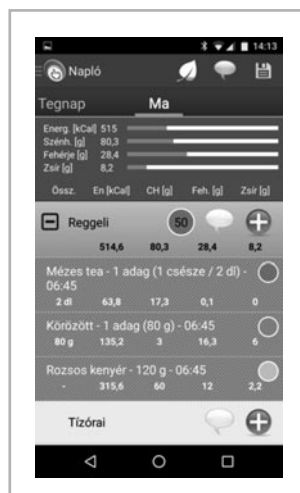 14:13
Napló
Tegnap Ma
Energ. [kCal] 515
Szénh. [g] 80,3
Fehérje [g] 28,4
Zsír [g] 8,2
Össz. En [kCal] CH [g] Feh. [g] Zsír [g]
Reggeli 50
514,6 80,3 28,4 8,2
Mézes tea - 1 adag (1 csésze / 2 dl) -
06:45
2 dl 63,8 17,3 0,1 0
Körözött - 1 adag (80 g) - 06:45
80 g 135,2 3 16,3 6
Rozsos kenyér - 120 g - 06:45
- 315,6 60 12 2,2
Tízórai